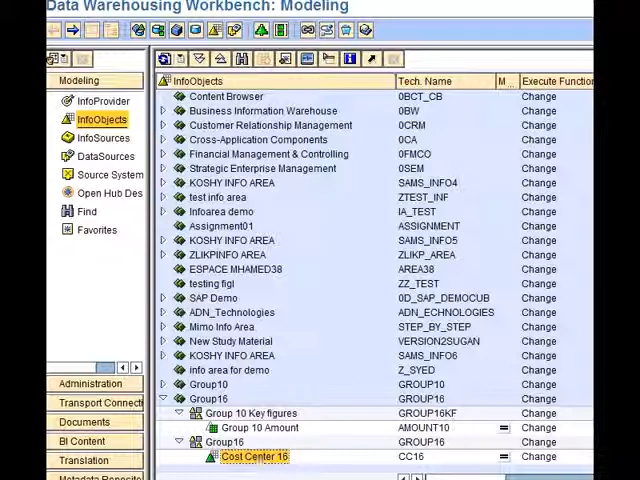 Data Warehousing Workbench: Modeling
Modeling
InfoProvider
InfoObjects
InfoSources
DataSources
Source System
Open Hub Des
Find
Favorites
Administration
Transport Connecti
Documents
BI Content
Translation
Metadata Reposito
InfoObjects Tech. Name M... Execute Function
Content Browser 0BCT_CB Change
Business Information Warehouse 0BW Change
Customer Relationship Management 0CRM Change
Cross-Application Components 0CA Change
Financial Management & Controlling 0FMCO Change
Strategic Enterprise Management 0SEM Change
KOSHY INFO AREA SAMS_INFO4 Change
test info area ZTEST_INF Change
Infoarea demo IA_TEST Change
Assignment01 ASSIGNMENT Change
KOSHY INFO AREA SAMS_INFO5 Change
ZLIKPINFO AREA ZLIKP_AREA Change
ESPACE MHAMED38 AREA38 Change
testing figl ZZ_TEST Change
SAP Demo 0D_SAP_DEMOCUB Change
ADN_Technologies ADN_ECHNOLOGIES Change
Mimo Info Area STEP_BY_STEP Change
New Study Material VERSION2SUGAN Change
KOSHY INFO AREA SAMS_INFO6 Change
info area for demo Z_SYED Change
Group10 GROUP10 Change
Group16 GROUP16 Change
Group 10 Key figures GROUP16KF Change
Group 10 Amount AMOUNT10 = Change
Group16 GROUP16 Change
Cost Center 16 CC16 = Change